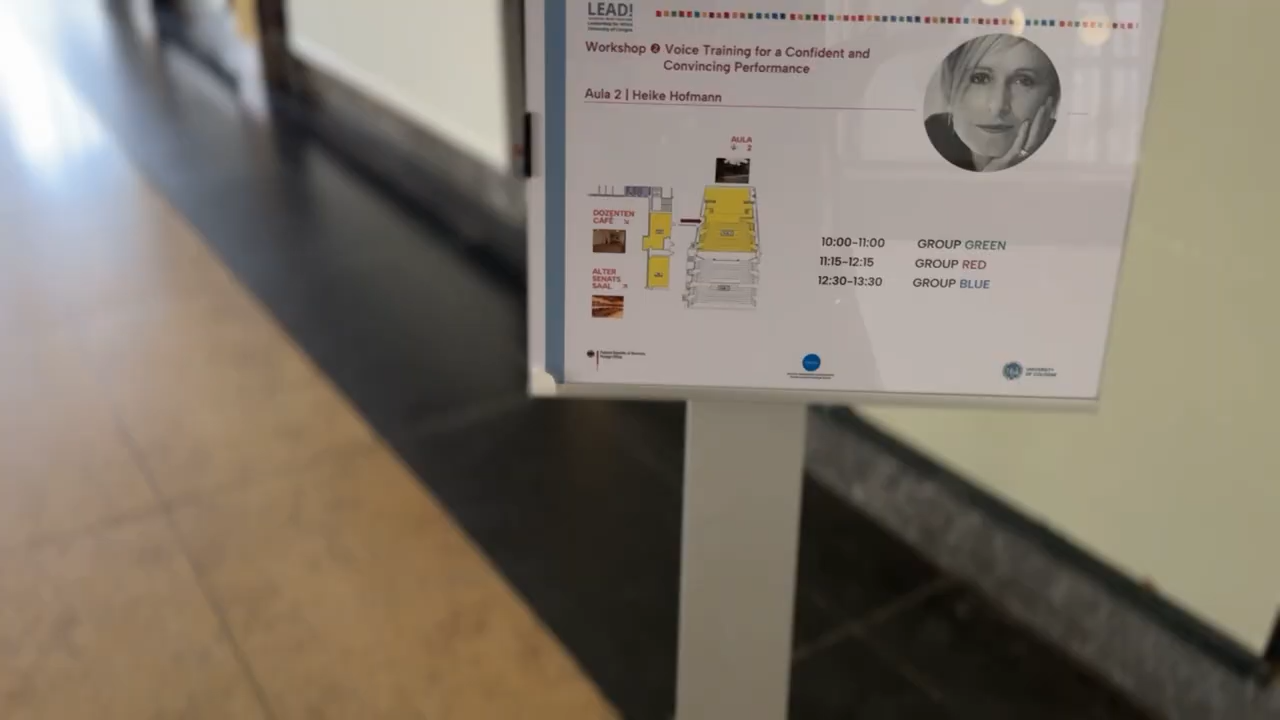 LEAD!
Workshop ❷ Voice Training for a Confident and
Convincing Performance
Aula 2 | Heike Hofmann
AULA
2
DOZENTEN
CAFÉ
ALTER
SENATS
SAAL
10:00-11:00 GROUP GREEN
11:15-12:15 GROUP RED
12:30-13:30 GROUP BLUE
UNIVERSITY
OF COLOGNE